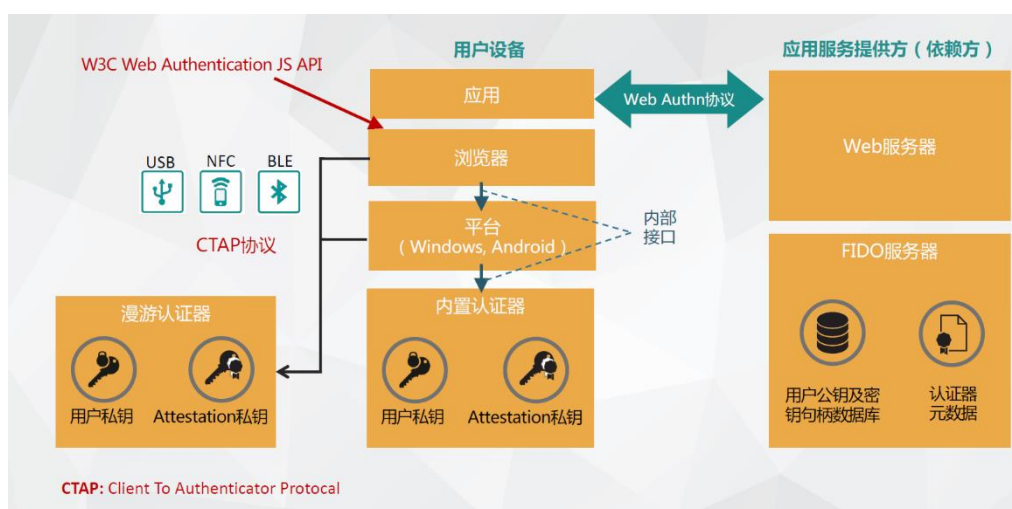 用户设备
应用服务提供方（依赖方）
W3C Web Authentication JS API
应用
Web Authn协议
Web服务器
浏览器
USB
NFC
BLE
CTAP协议
平台
（Windows, Android）
内部
接口
FIDO服务器
漫游认证器
用户私钥
Attestation私钥
内置认证器
用户私钥
Attestation私钥
用户公钥及密
钥句柄数据库
认证器
元数据
CTAP: Client To Authenticator Protocal